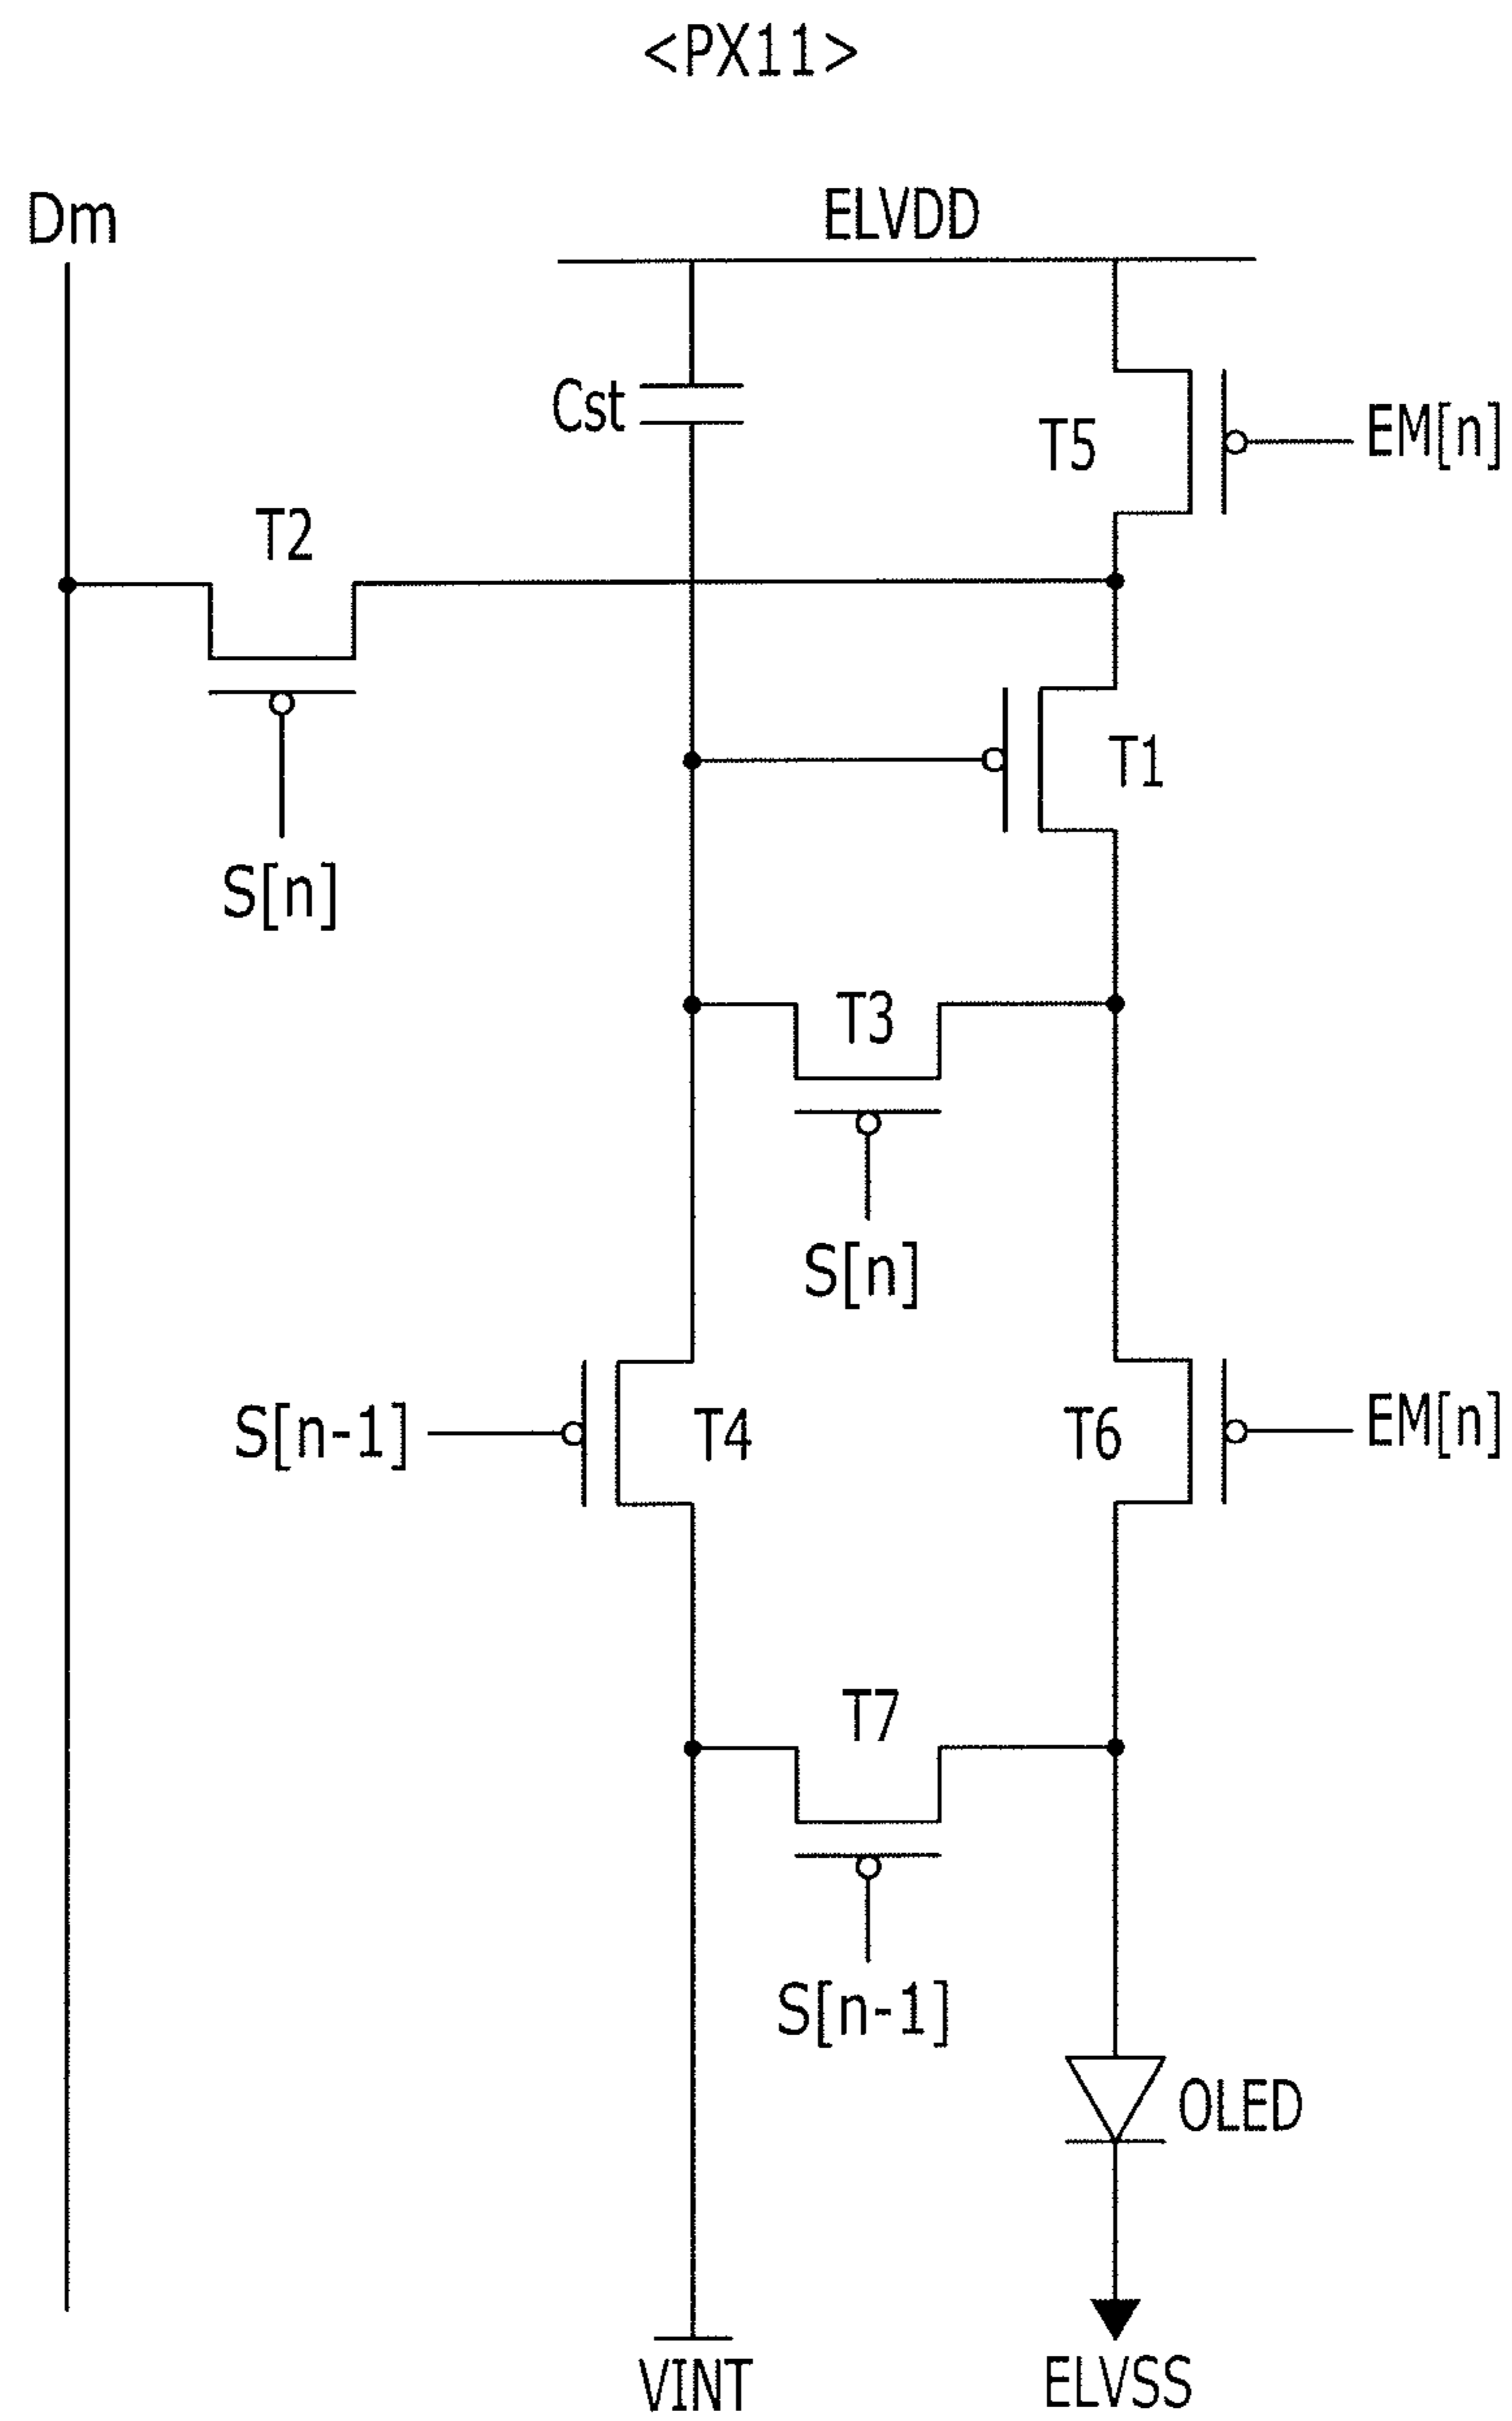 <PX11>
Dm
ELVDD
Cst
T5
EM[n]
T2
T1
S[n]
T3
S[n]
S[n-1]
T4
T6
EM[n]
T7
S[n-1]
OLED
VINT
ELVSS